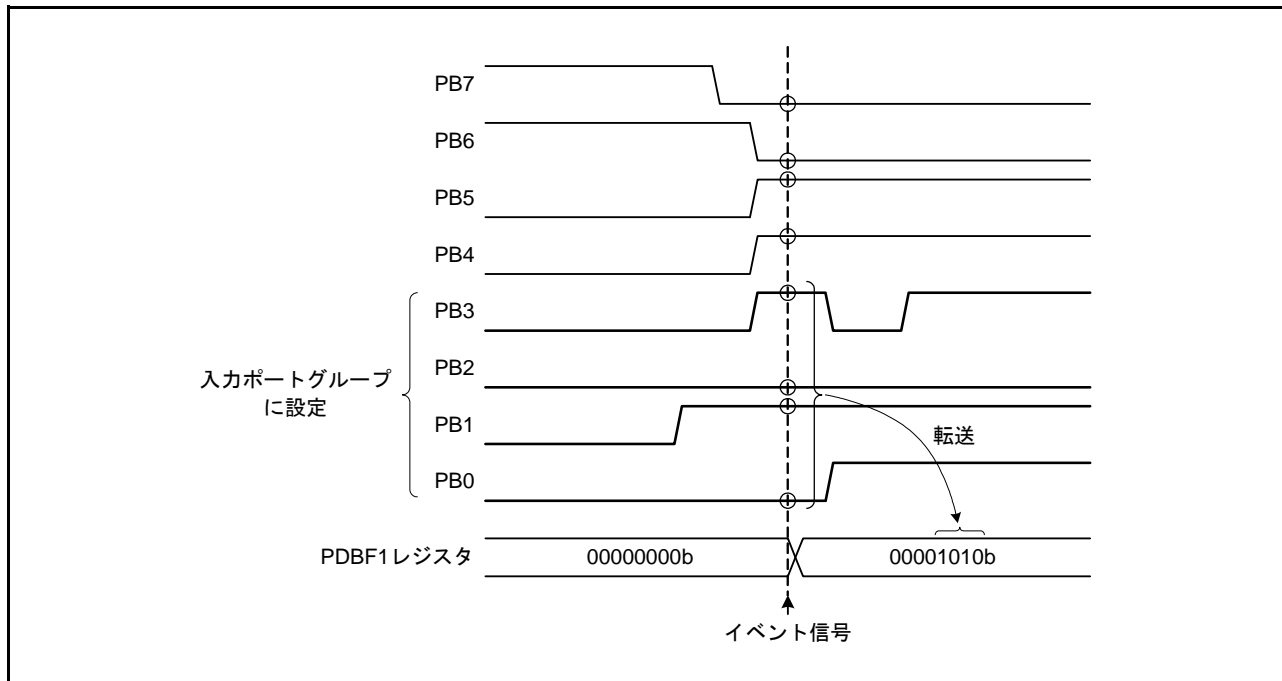 PB7
PB6
PB5
PB4
PB3
PB2
入力ポートグループ
に設定
PB1
転送
PB0
PDBF1レジスタ
00000000b
00001010b
イベント信号